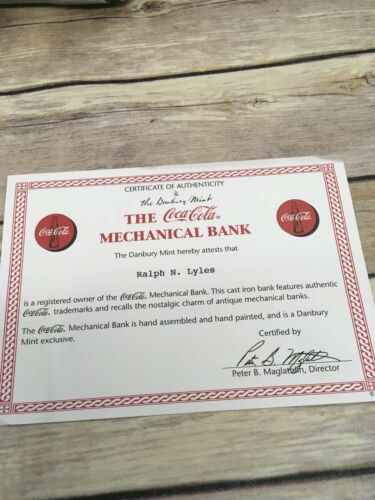 CERTIFICATE OF AUTHENTICITY
the Danbury Mint
THE Coca-Cola®
MECHANICAL BANK
Coca-Cola
Coca-Cola
The Danbury Mint hereby attests that
Ralph N. Lyles
is a registered owner of the Coca-Cola® Mechanical Bank. This cast iron bank features authentic
Coca-Cola® trademarks and recalls the nostalgic charm of antique mechanical banks.
The Coca-Cola® Mechanical Bank is hand assembled and hand painted, and is a Danbury
Mint exclusive.
Certified by
Peter B. Maglathlin
Peter B. Maglathlin, Director